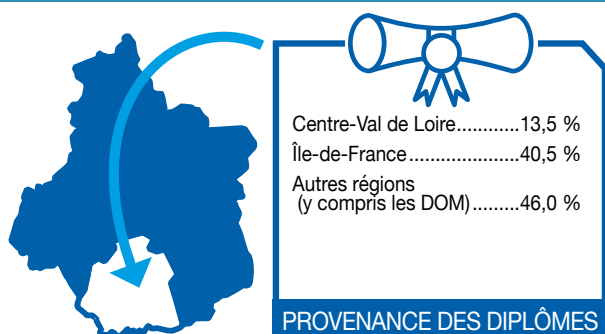 Centre-Val de Loire............13,5 %
Île-de-France.....................40,5 %
Autres régions
(y compris les DOM).........46,0 %
PROVENANCE DES DIPLÔMES